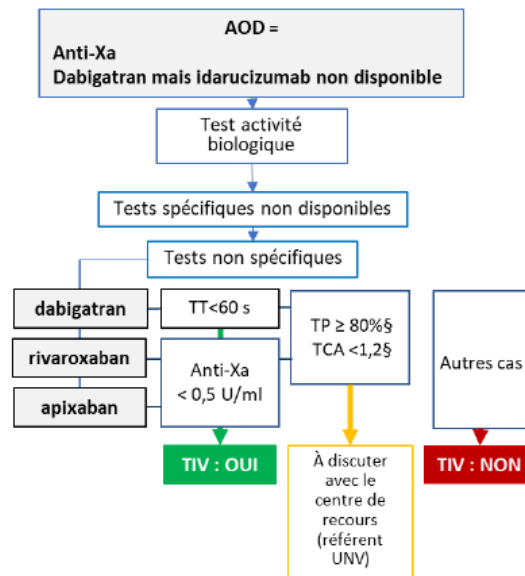 AOD =
Anti-Xa
Dabigatran mais idarucizumab non disponible
Test activité
biologique
Tests spécifiques non disponibles
Tests non spécifiques
dabigatran
TT<60 s
rivaroxaban
apixaban
Anti-Xa
< 0,5 U/ml
TP ≥ 80%§
TCA <1,2§
Autres cas
TIV : OUI
À discuter
avec le
centre de
recours
(référent
UNV)
TIV : NON